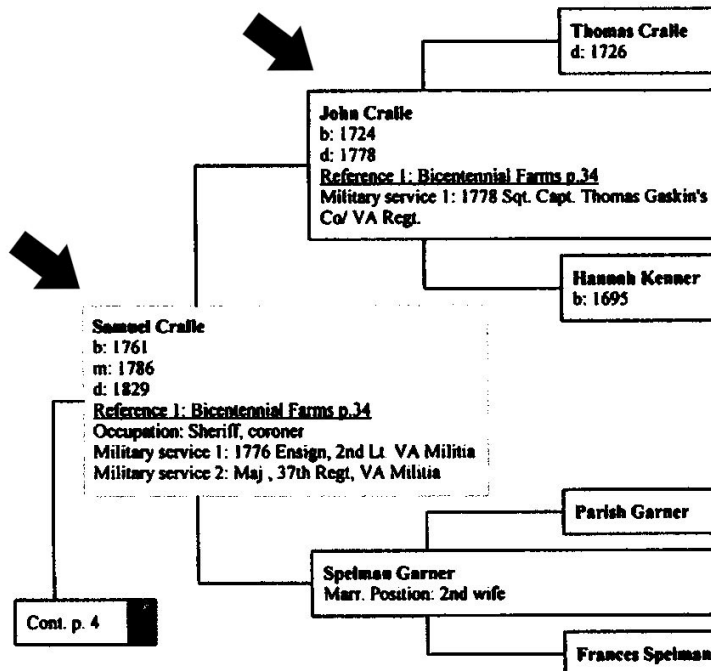 Thomas Cralle
d: 1726
John Cralle
b: 1724
d: 1778
Reference 1: Bicentennial Farms p.34
Military service 1: 1778 Sqt. Capt. Thomas Gaskin's
Co/ VA Regt.
Hannah Kenner
b: 1695
Samuel Cralle
b: 1761
m: 1786
d: 1829
Reference 1: Bicentennial Farms p.34
Occupation: Sheriff, coroner
Military service 1: 1776 Ensign, 2nd Lt VA Militia
Military service 2: Maj , 37th Regt, VA Militia
Parish Garner
Spelman Garner
Marr. Position: 2nd wife
Cont. p. 4
Frances Spelman